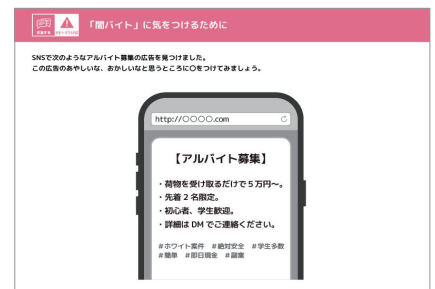 「闇バイト」に気をつけるために
SNSで次のようなアルバイト募集の広告を見つけました。
この広告のあやしいな、おかしいなと思うところに○をつけてみましょう。
http://〇〇〇〇.com
【アルバイト募集】
・荷物を受け取るだけで5万円〜。
・先着2名限定。
・初心者、学生歓迎。
・詳細はDMでご連絡ください。
#ホワイト案件 #絶対安全 #学生多数
#簡単 #即日現金 #副業